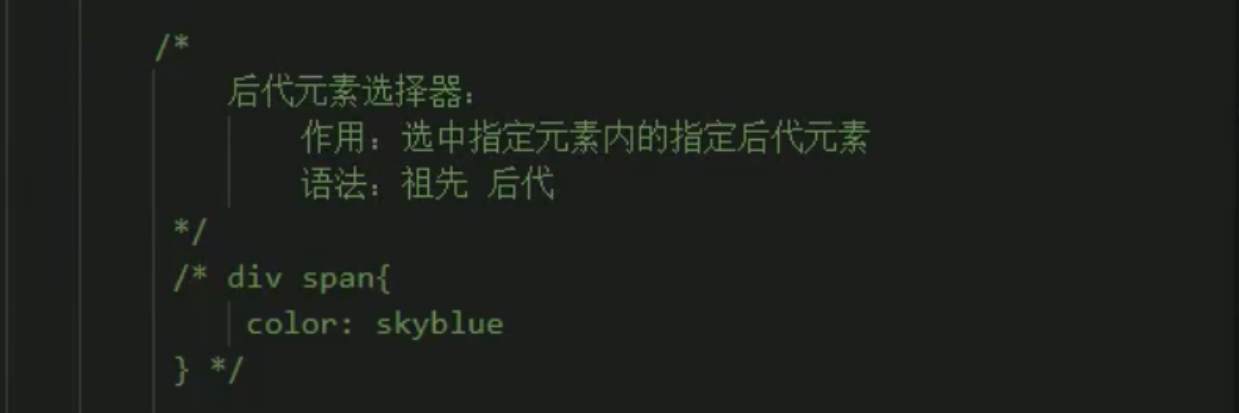 /*
后代元素选择器：
作用：选中指定元素内的指定后代元素
语法：祖先 后代
*/
/* div span{
color: skyblue
} */